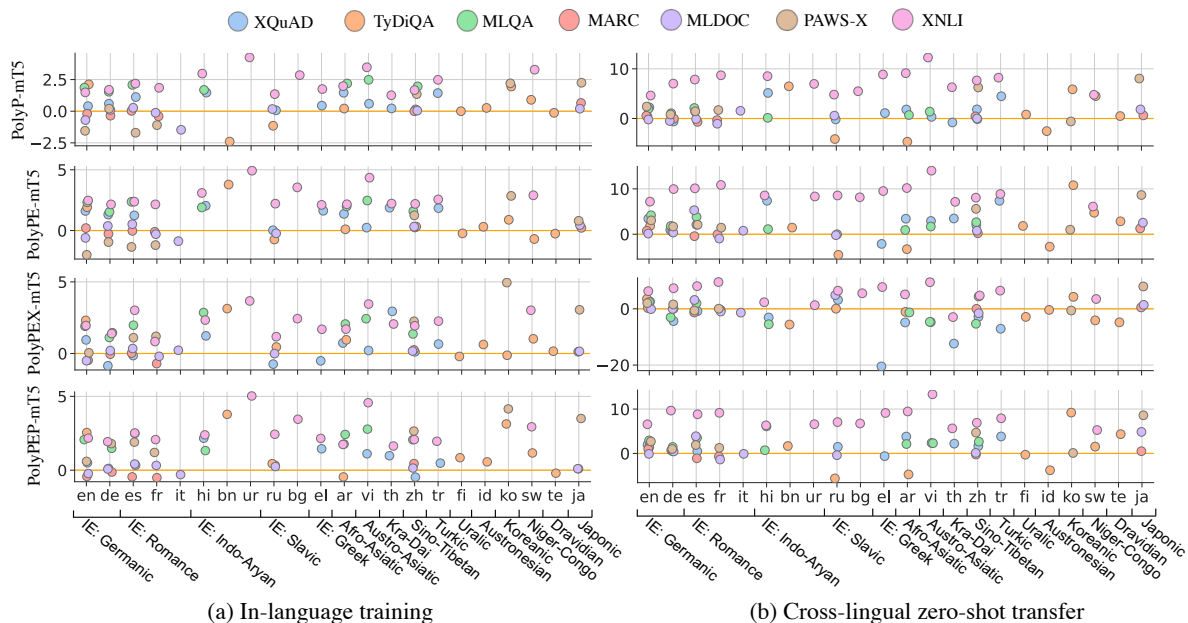 XQuAD TyDiQA MLQA MARC MLDOC PAWS-X XNLI
PolyP-mT5
2.5
0.0
−2.5
10
0
PolyPE-mT5
5
0
10
0
PolyPEX-mT5
5
0
0
−20
PolyPEP-mT5
5
0
10
0
en de es fr it hi bn ur ru bg el ar vi th zh tr fi id ko sw te ja
en de es fr it hi bn ur ru bg el ar vi th zh tr fi id ko sw te ja
IE: Germanic
IE: Romance
IE: Indo-Aryan
IE: Slavic
IE: Greek
Afro-Asiatic
Austro-Asiatic
Kra-Dai
Sino-Tibetan
Turkic
Uralic
Austronesian
Koreanic
Niger-Congo
Dravidian
Japonic
IE: Germanic
IE: Romance
IE: Indo-Aryan
IE: Slavic
IE: Greek
Afro-Asiatic
Austro-Asiatic
Kra-Dai
Sino-Tibetan
Turkic
Uralic
Austronesian
Koreanic
Niger-Congo
Dravidian
Japonic
(a) In-language training
(b) Cross-lingual zero-shot transfer